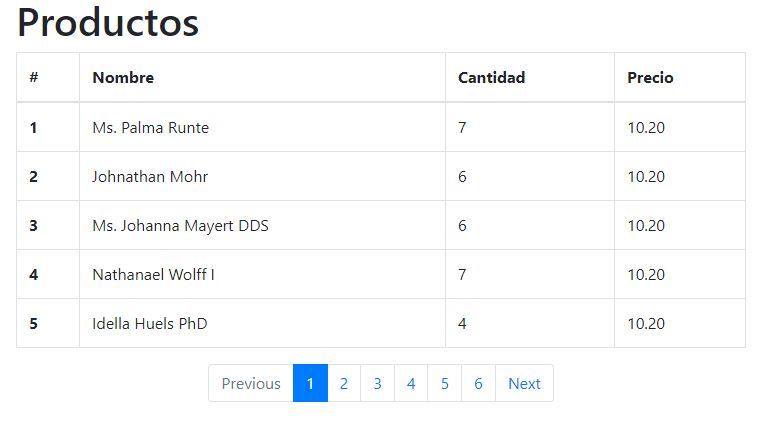 Productos
# Nombre Cantidad Precio
1 Ms. Palma Runte 7 10.20
2 Johnathan Mohr 6 10.20
3 Ms. Johanna Mayert DDS 6 10.20
4 Nathanael Wolff I 7 10.20
5 Idella Huels PhD 4 10.20
Previous 1 2 3 4 5 6 Next